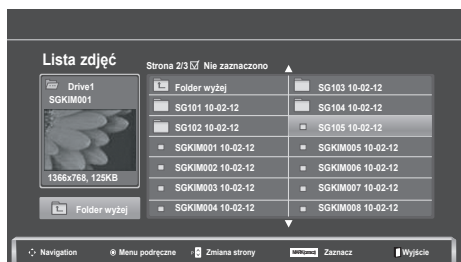 Lista zdjęć
Strona 2/3 Nie zaznaczono
Drive1
SGKIM001
1366x768, 125KB
Folder wyżej
Folder wyżej
SG101 10-02-12
SG102 10-02-12
SGKIM001 10-02-12
SGKIM002 10-02-12
SGKIM003 10-02-12
SGKIM004 10-02-12
SG103 10-02-12
SG104 10-02-12
SG105 10-02-12
SGKIM005 10-02-12
SGKIM006 10-02-12
SGKIM007 10-02-12
SGKIM008 10-02-12
Navigation Menu podręczne P Zmiana strony Zaznacz Wyjście